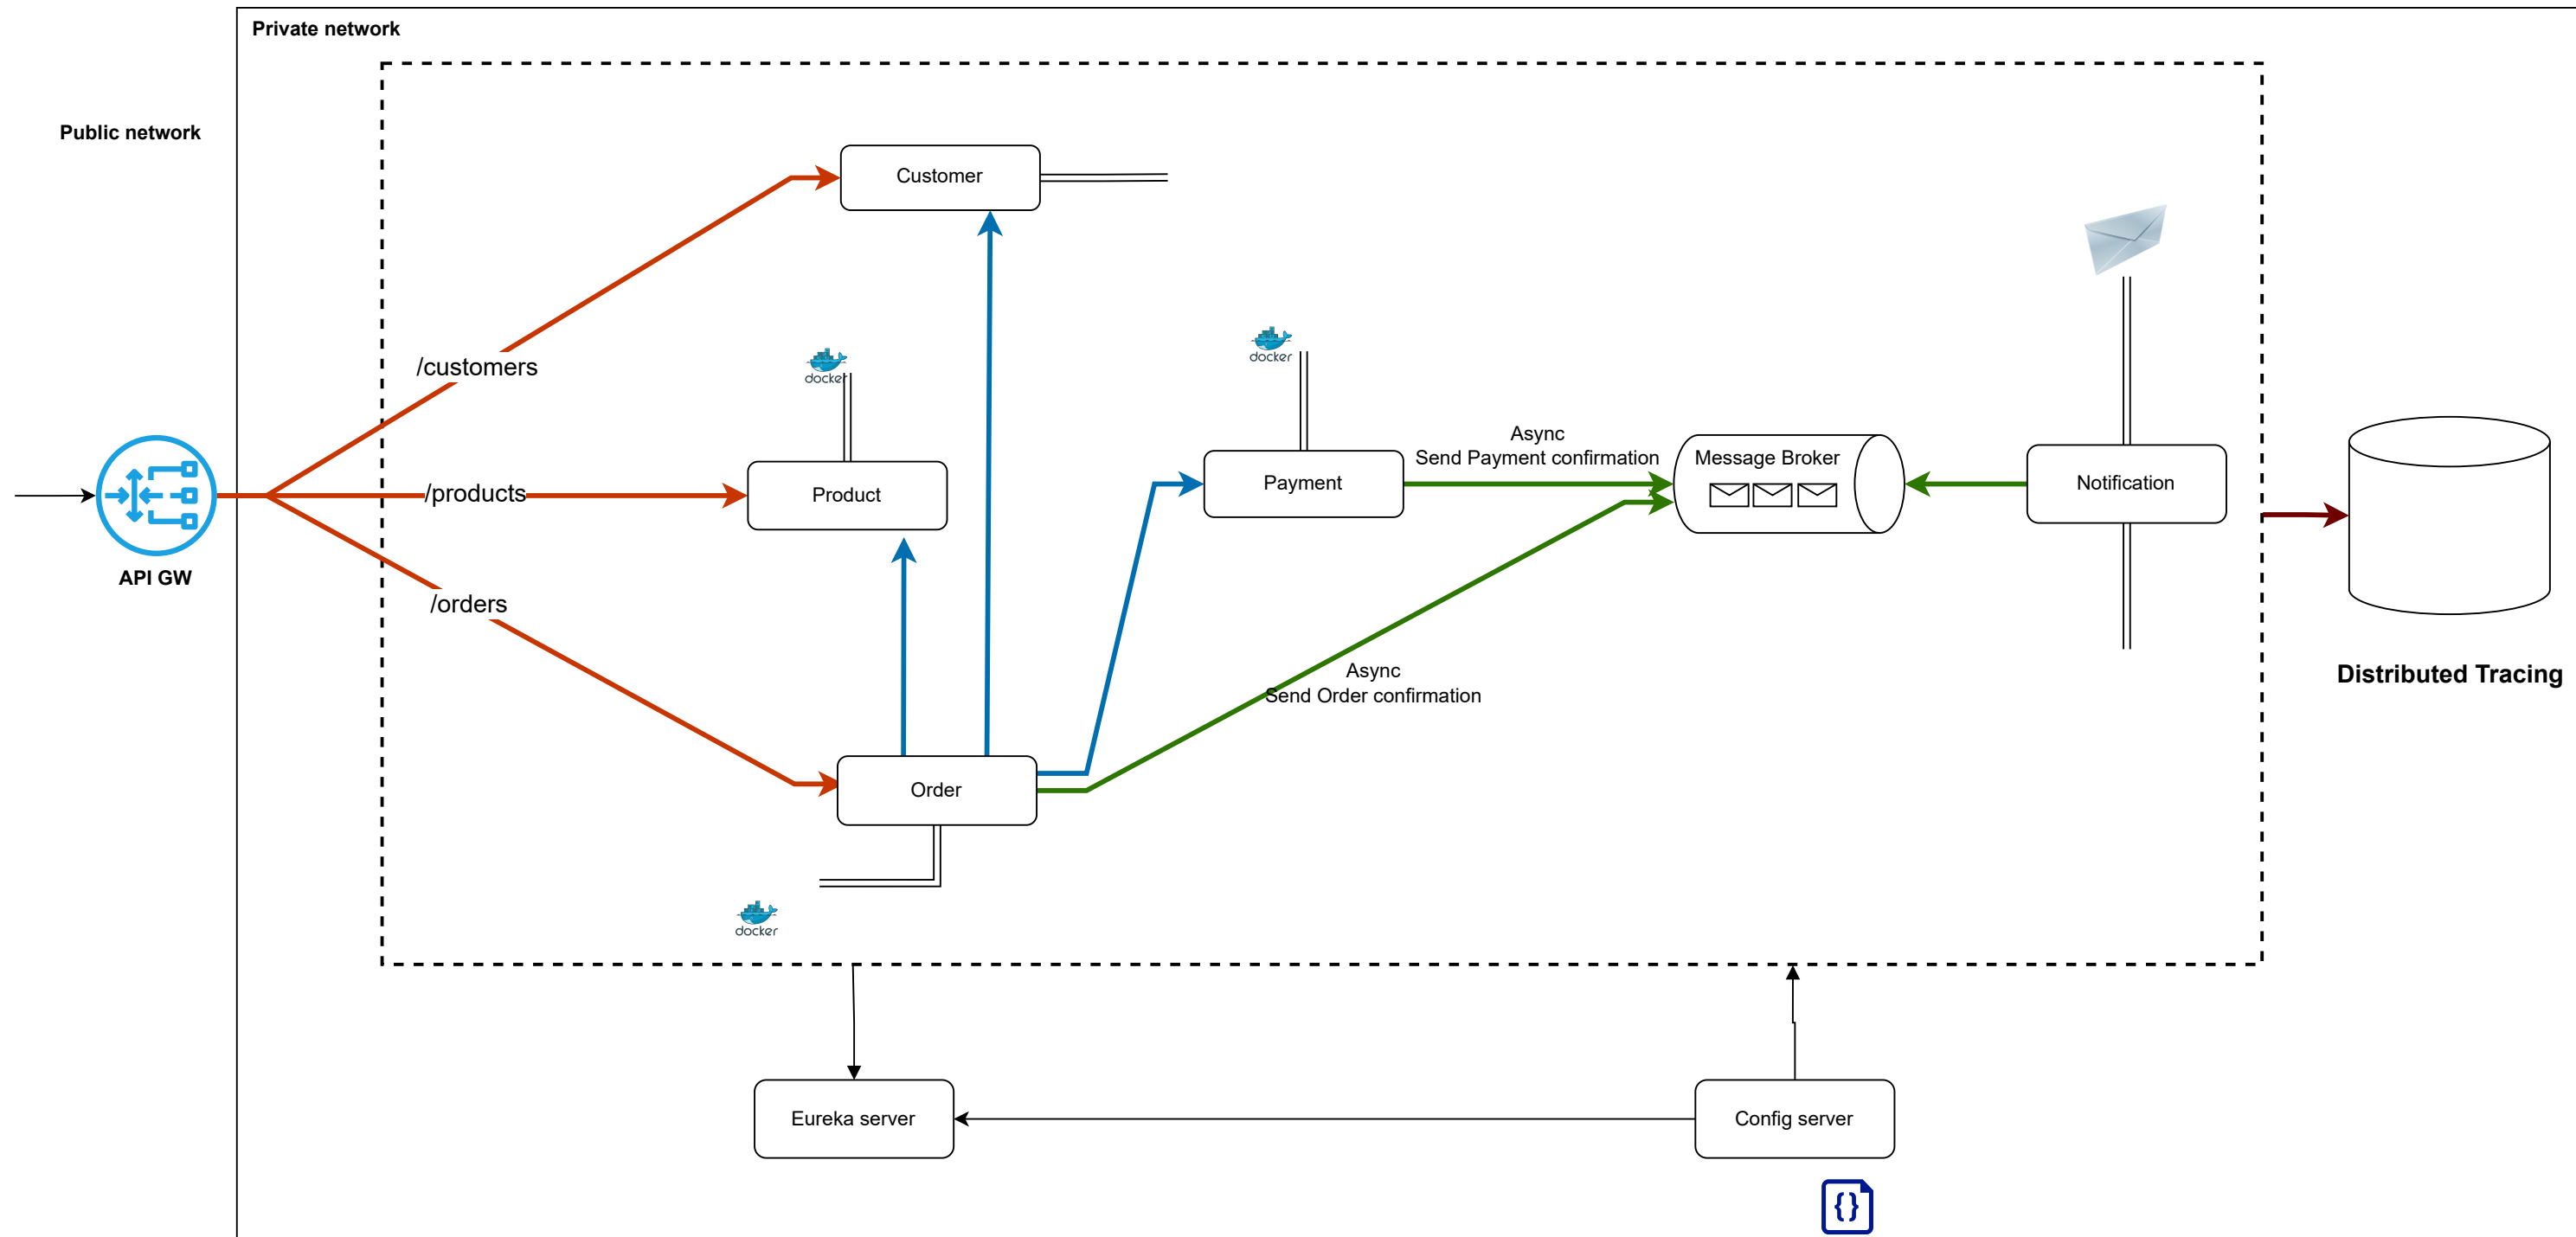 Private network
Public network
Customer
/customers
docker
docker
Async
Send Payment confirmation
Message Broker
Payment
Notification
/products
Product
API GW
/orders
Async
Send Order confirmation
Distributed Tracing
Order
docker
Eureka server
Config server
{}